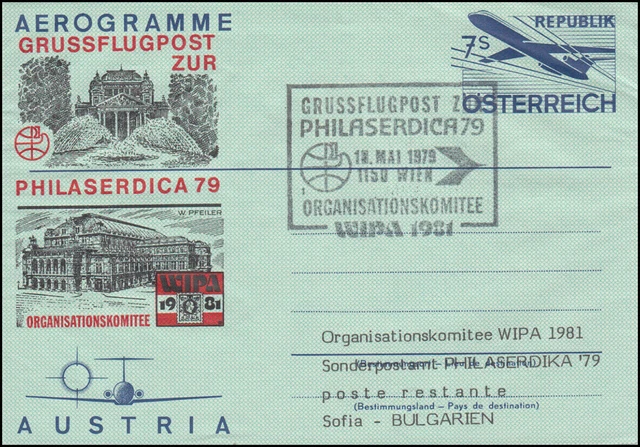 AEROGRAMME
GRUSSFLUGPOST
ZUR
PHILASERDICA 79
W. PFEILER
WIPA
1981
ORGANISATIONSKOMITEE
AUSTRIA
REPUBLIK
7S
ÖSTERREICH
GRUSSFLUGPOST ZUR
PHILASERDICA 79
18. MAI 1979
1150 WIEN
ORGANISATIONSKOMITEE
WIPA 1981
Organisationskomitee WIPA 1981
Sonderpostamt PHILASERDIKA '79
poste restante
(Bestimmungsland – Pays de destination)
Sofia - BULGARIEN